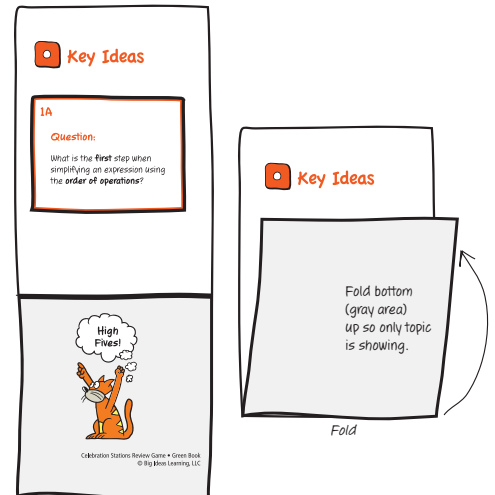 Key Ideas
1A
Question:
What is the first step when
simplifying an expression using
the order of operations?
High
Fives!
Celebration Stations Review Game • Green Book
© Big Ideas Learning, LLC
Key Ideas
Fold bottom
(gray area)
up so only topic
is showing.
Fold